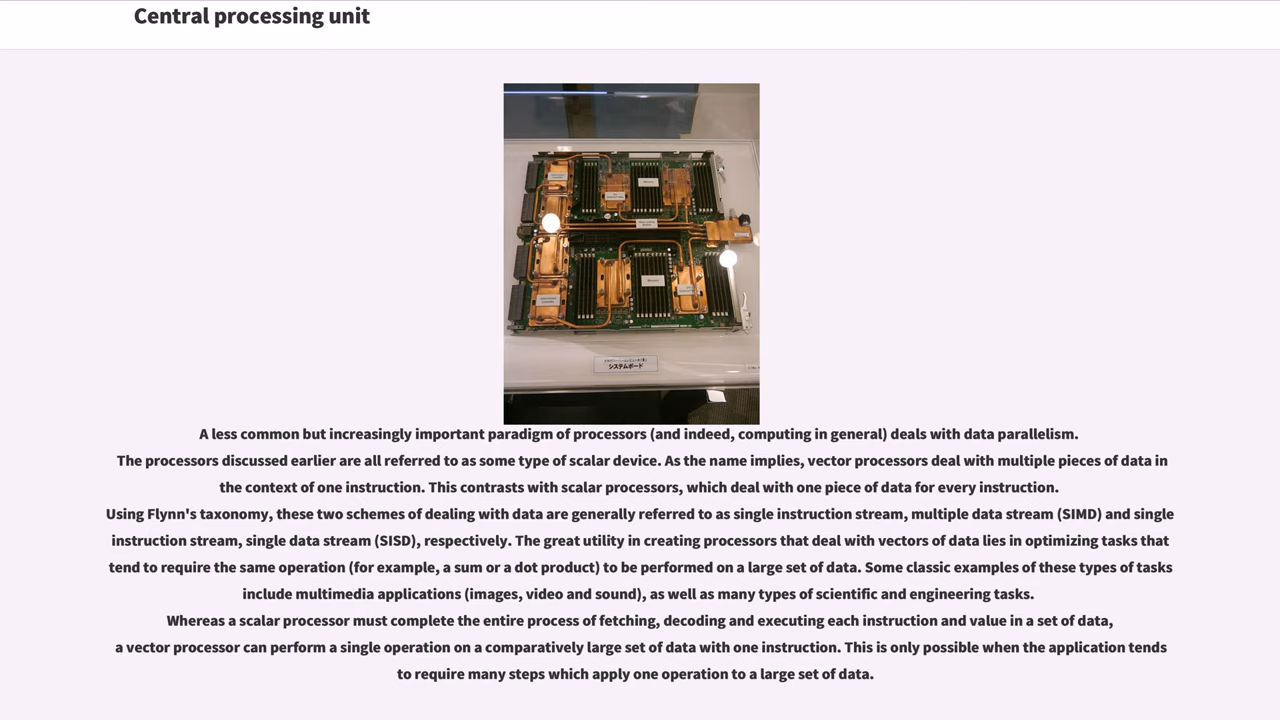 Central processing unit
Memory
Memory
システムボード
A less common but increasingly important paradigm of processors (and indeed, computing in general) deals with data parallelism.
The processors discussed earlier are all referred to as some type of scalar device. As the name implies, vector processors deal with multiple pieces of data in
the context of one instruction. This contrasts with scalar processors, which deal with one piece of data for every instruction.
Using Flynn's taxonomy, these two schemes of dealing with data are generally referred to as single instruction stream, multiple data stream (SIMD) and single
instruction stream, single data stream (SISD), respectively. The great utility in creating processors that deal with vectors of data lies in optimizing tasks that
tend to require the same operation (for example, a sum or a dot product) to be performed on a large set of data. Some classic examples of these types of tasks
include multimedia applications (images, video and sound), as well as many types of scientific and engineering tasks.
Whereas a scalar processor must complete the entire process of fetching, decoding and executing each instruction and value in a set of data,
a vector processor can perform a single operation on a comparatively large set of data with one instruction. This is only possible when the application tends
to require many steps which apply one operation to a large set of data.